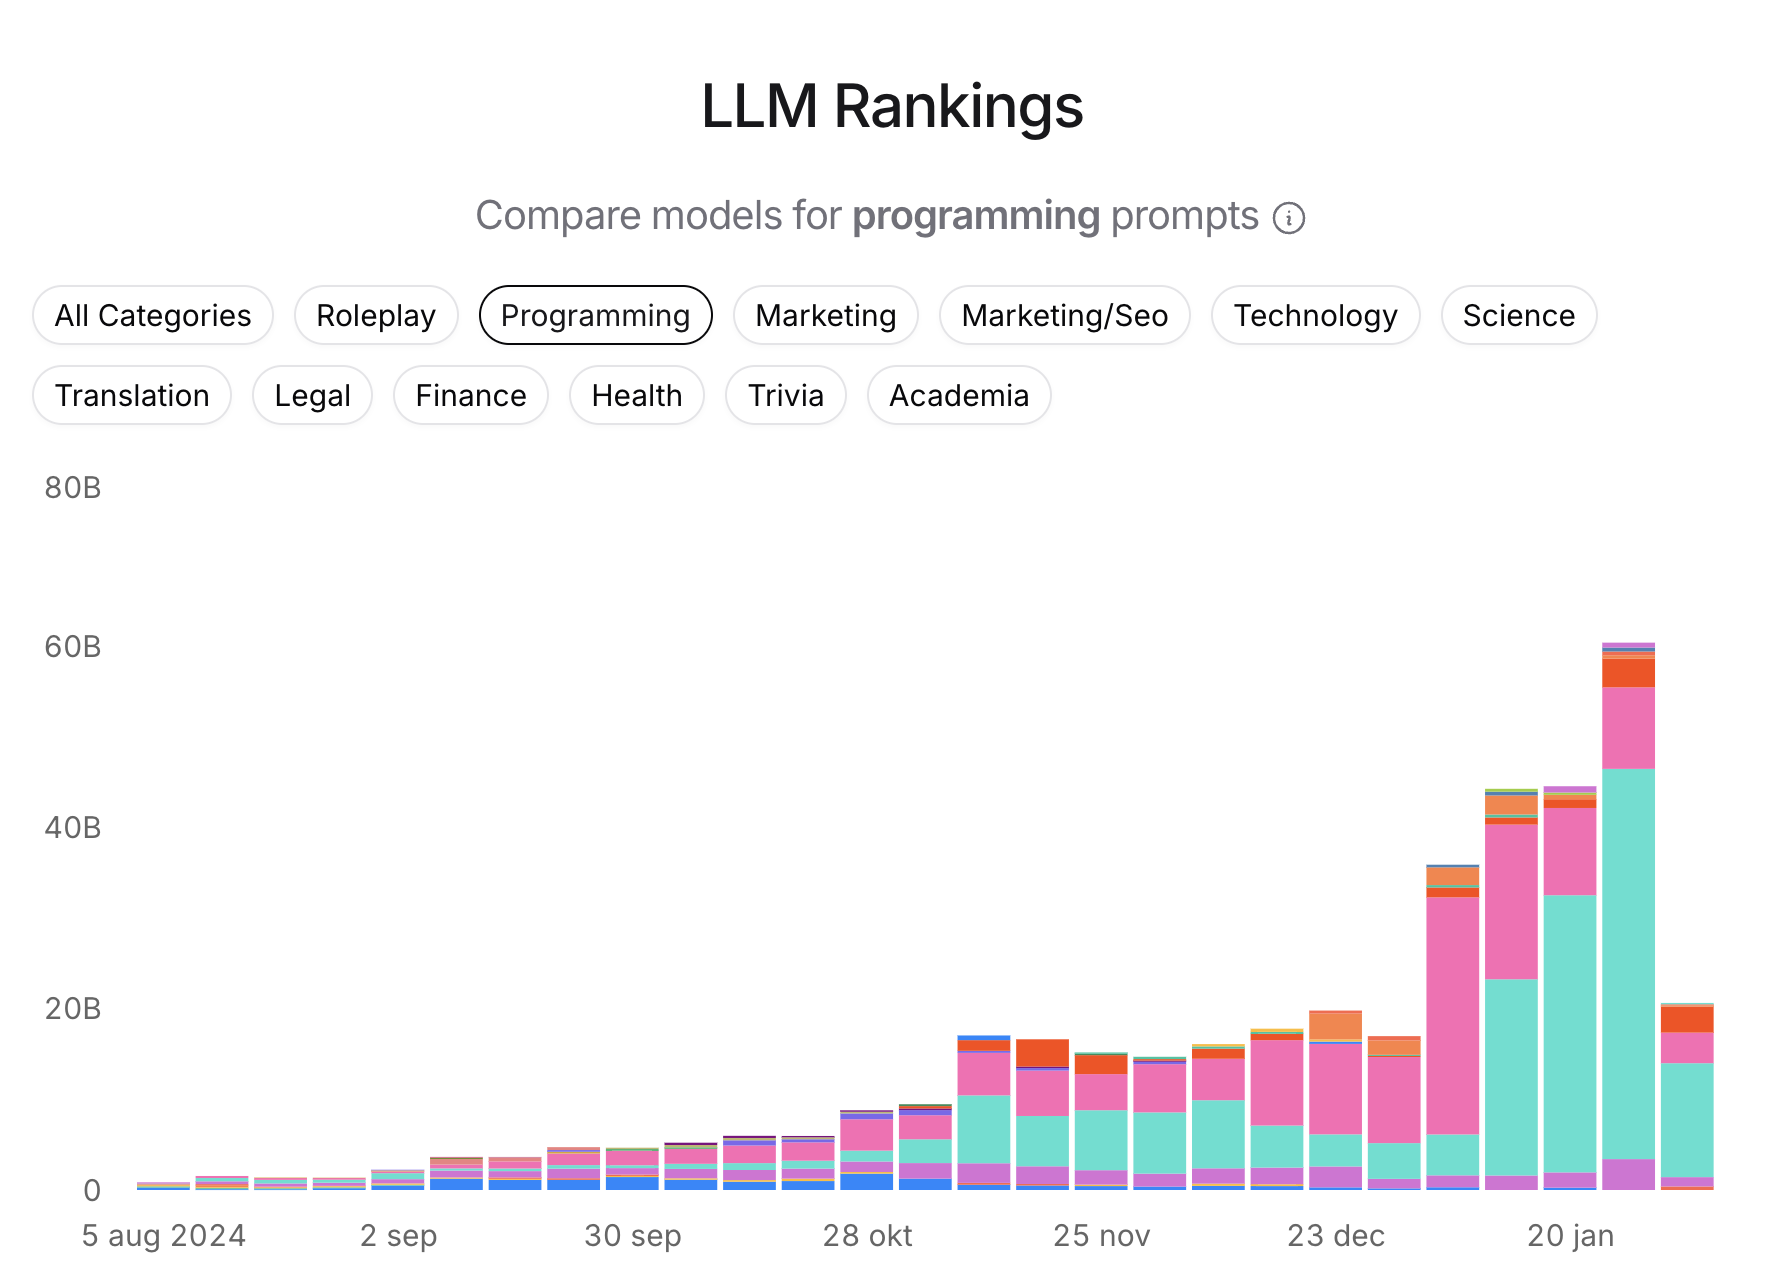 LLM Rankings
Compare models for programming prompts
All Categories Roleplay Programming Marketing Marketing/Seo Technology Science
Translation Legal Finance Health Trivia Academia
80B
60B
40B
20B
0
5 aug 2024 2 sep 30 sep 28 okt 25 nov 23 dec 20 jan